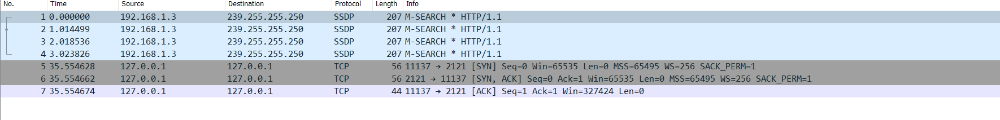 No. Time Source Destination Protocol Length Info
1 0.000000 192.168.1.3 239.255.255.250 SSDP 207 M-SEARCH * HTTP/1.1
2 1.014499 192.168.1.3 239.255.255.250 SSDP 207 M-SEARCH * HTTP/1.1
3 2.018536 192.168.1.3 239.255.255.250 SSDP 207 M-SEARCH * HTTP/1.1
4 3.023826 192.168.1.3 239.255.255.250 SSDP 207 M-SEARCH * HTTP/1.1
5 35.554628 127.0.0.1 127.0.0.1 TCP 56 11137 → 2121 [SYN] Seq=0 Win=65535 Len=0 MSS=65495 WS=256 SACK_PERM=1
6 35.554662 127.0.0.1 127.0.0.1 TCP 56 2121 → 11137 [SYN, ACK] Seq=0 Ack=1 Win=65535 Len=0 MSS=65495 WS=256 SACK_PERM=1
7 35.554674 127.0.0.1 127.0.0.1 TCP 44 11137 → 2121 [ACK] Seq=1 Ack=1 Win=327424 Len=0